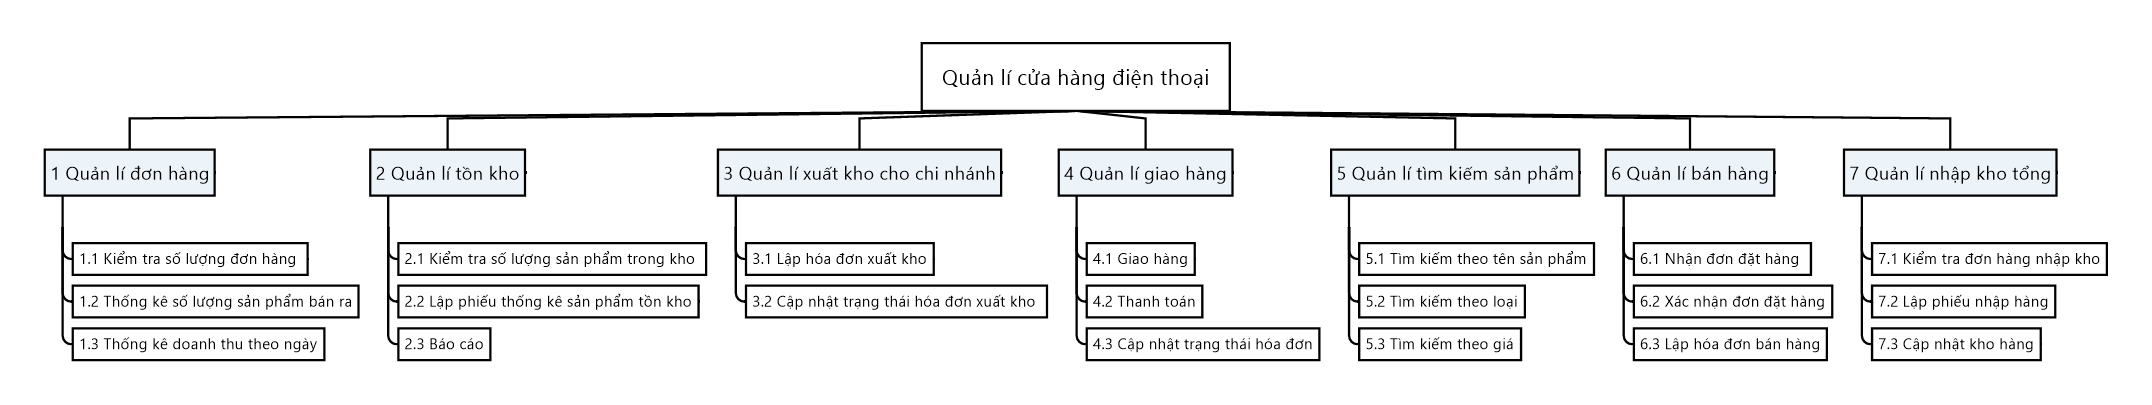 Quản lí cửa hàng điện thoại
1 Quản lí đơn hàng
1.1 Kiểm tra số lượng đơn hàng
1.2 Thống kê số lượng sản phẩm bán ra
1.3 Thống kê doanh thu theo ngày
2 Quản lí tồn kho
2.1 Kiểm tra số lượng sản phẩm trong kho
2.2 Lập phiếu thống kê sản phẩm tồn kho
2.3 Báo cáo
3 Quản lí xuất kho cho chi nhánh
3.1 Lập hóa đơn xuất kho
3.2 Cập nhật trạng thái hóa đơn xuất kho
4 Quản lí giao hàng
4.1 Giao hàng
4.2 Thanh toán
4.3 Cập nhật trạng thái hóa đơn
5 Quản lí tìm kiếm sản phẩm
5.1 Tìm kiếm theo tên sản phẩm
5.2 Tìm kiếm theo loại
5.3 Tìm kiếm theo giá
6 Quản lí bán hàng
6.1 Nhận đơn đặt hàng
6.2 Xác nhận đơn đặt hàng
6.3 Lập hóa đơn bán hàng
7 Quản lí nhập kho tổng
7.1 Kiểm tra đơn hàng nhập kho
7.2 Lập phiếu nhập hàng
7.3 Cập nhật kho hàng